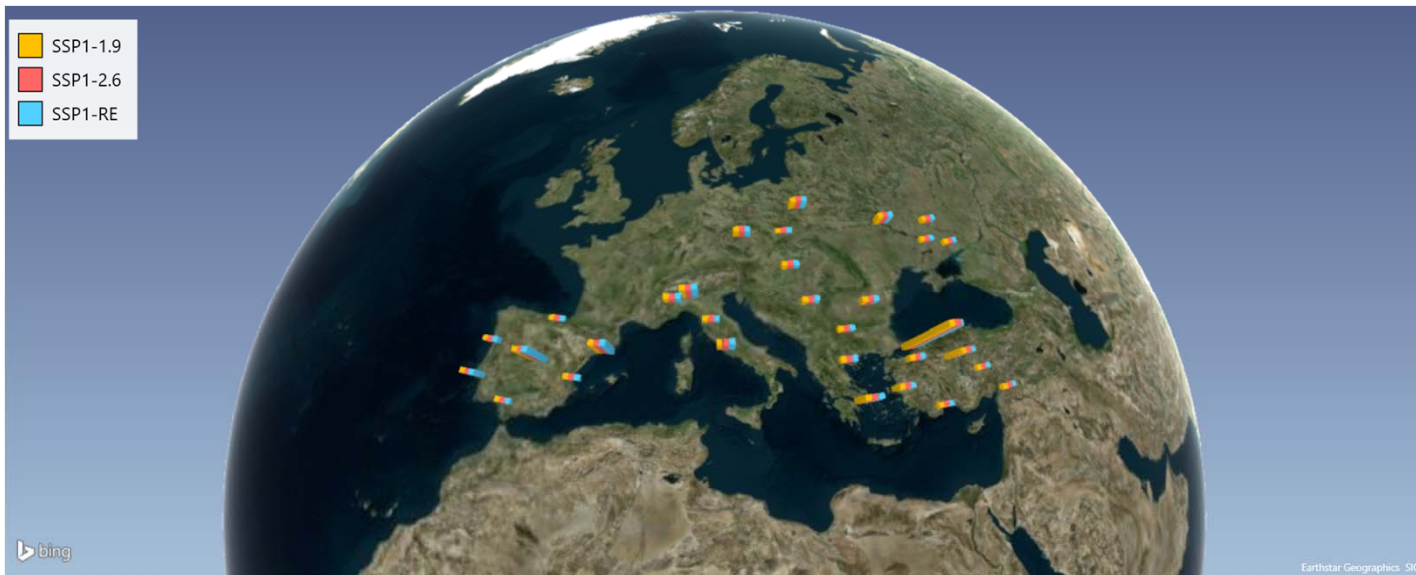 SSP1-1.9
SSP1-2.6
SSP1-RE
bing
Earthstar Geographics